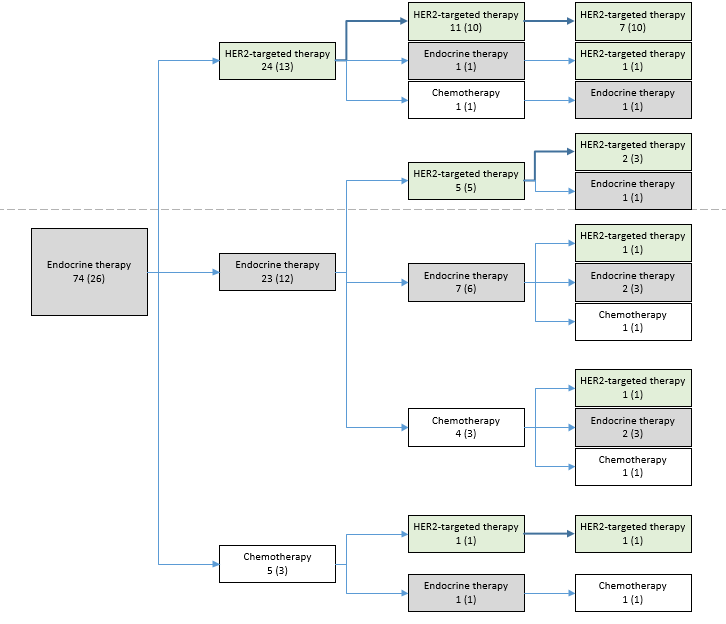 Endocrine therapy
74 (26)
HER2-targeted therapy
24 (13)
HER2-targeted therapy
11 (10)
HER2-targeted therapy
7 (10)
Endocrine therapy
1 (1)
HER2-targeted therapy
1 (1)
Chemotherapy
1 (1)
Endocrine therapy
1 (1)
Endocrine therapy
23 (12)
HER2-targeted therapy
5 (5)
HER2-targeted therapy
2 (3)
Endocrine therapy
1 (1)
Endocrine therapy
7 (6)
HER2-targeted therapy
1 (1)
Endocrine therapy
2 (3)
Chemotherapy
1 (1)
Chemotherapy
4 (3)
HER2-targeted therapy
1 (1)
Endocrine therapy
2 (3)
Chemotherapy
1 (1)
Chemotherapy
5 (3)
HER2-targeted therapy
1 (1)
HER2-targeted therapy
1 (1)
Endocrine therapy
1 (1)
Chemotherapy
1 (1)